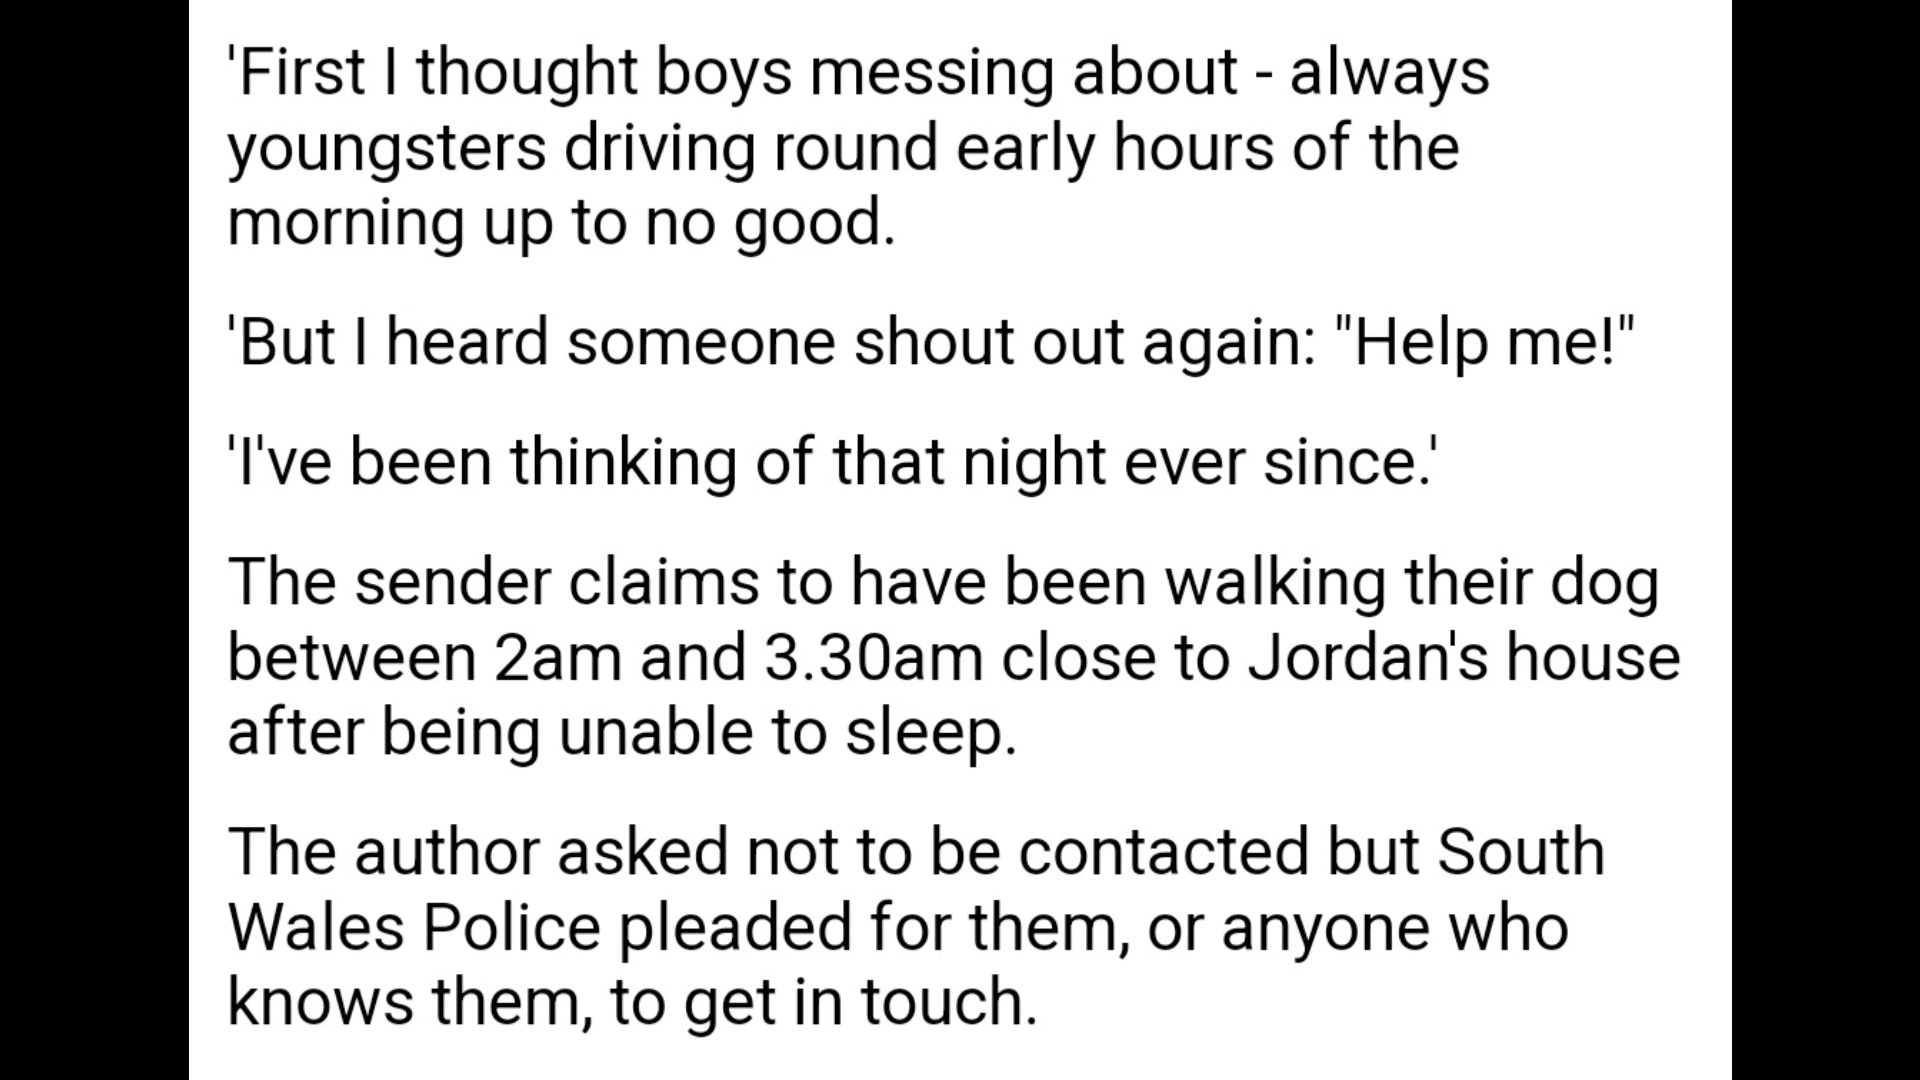 'First I thought boys messing about - always
youngsters driving round early hours of the
morning up to no good.
'But I heard someone shout out again: "Help me!"
'I've been thinking of that night ever since.'
The sender claims to have been walking their dog
between 2am and 3.30am close to Jordan's house
after being unable to sleep.
The author asked not to be contacted but South
Wales Police pleaded for them, or anyone who
knows them, to get in touch.